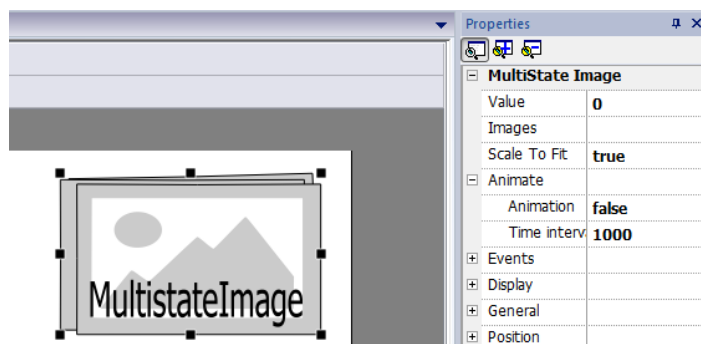 Properties
MultiState Image
Value 0
Images
Scale To Fit true
Animate
Animation false
Time interv 1000
Events
Display
General
Position
MultistateImage